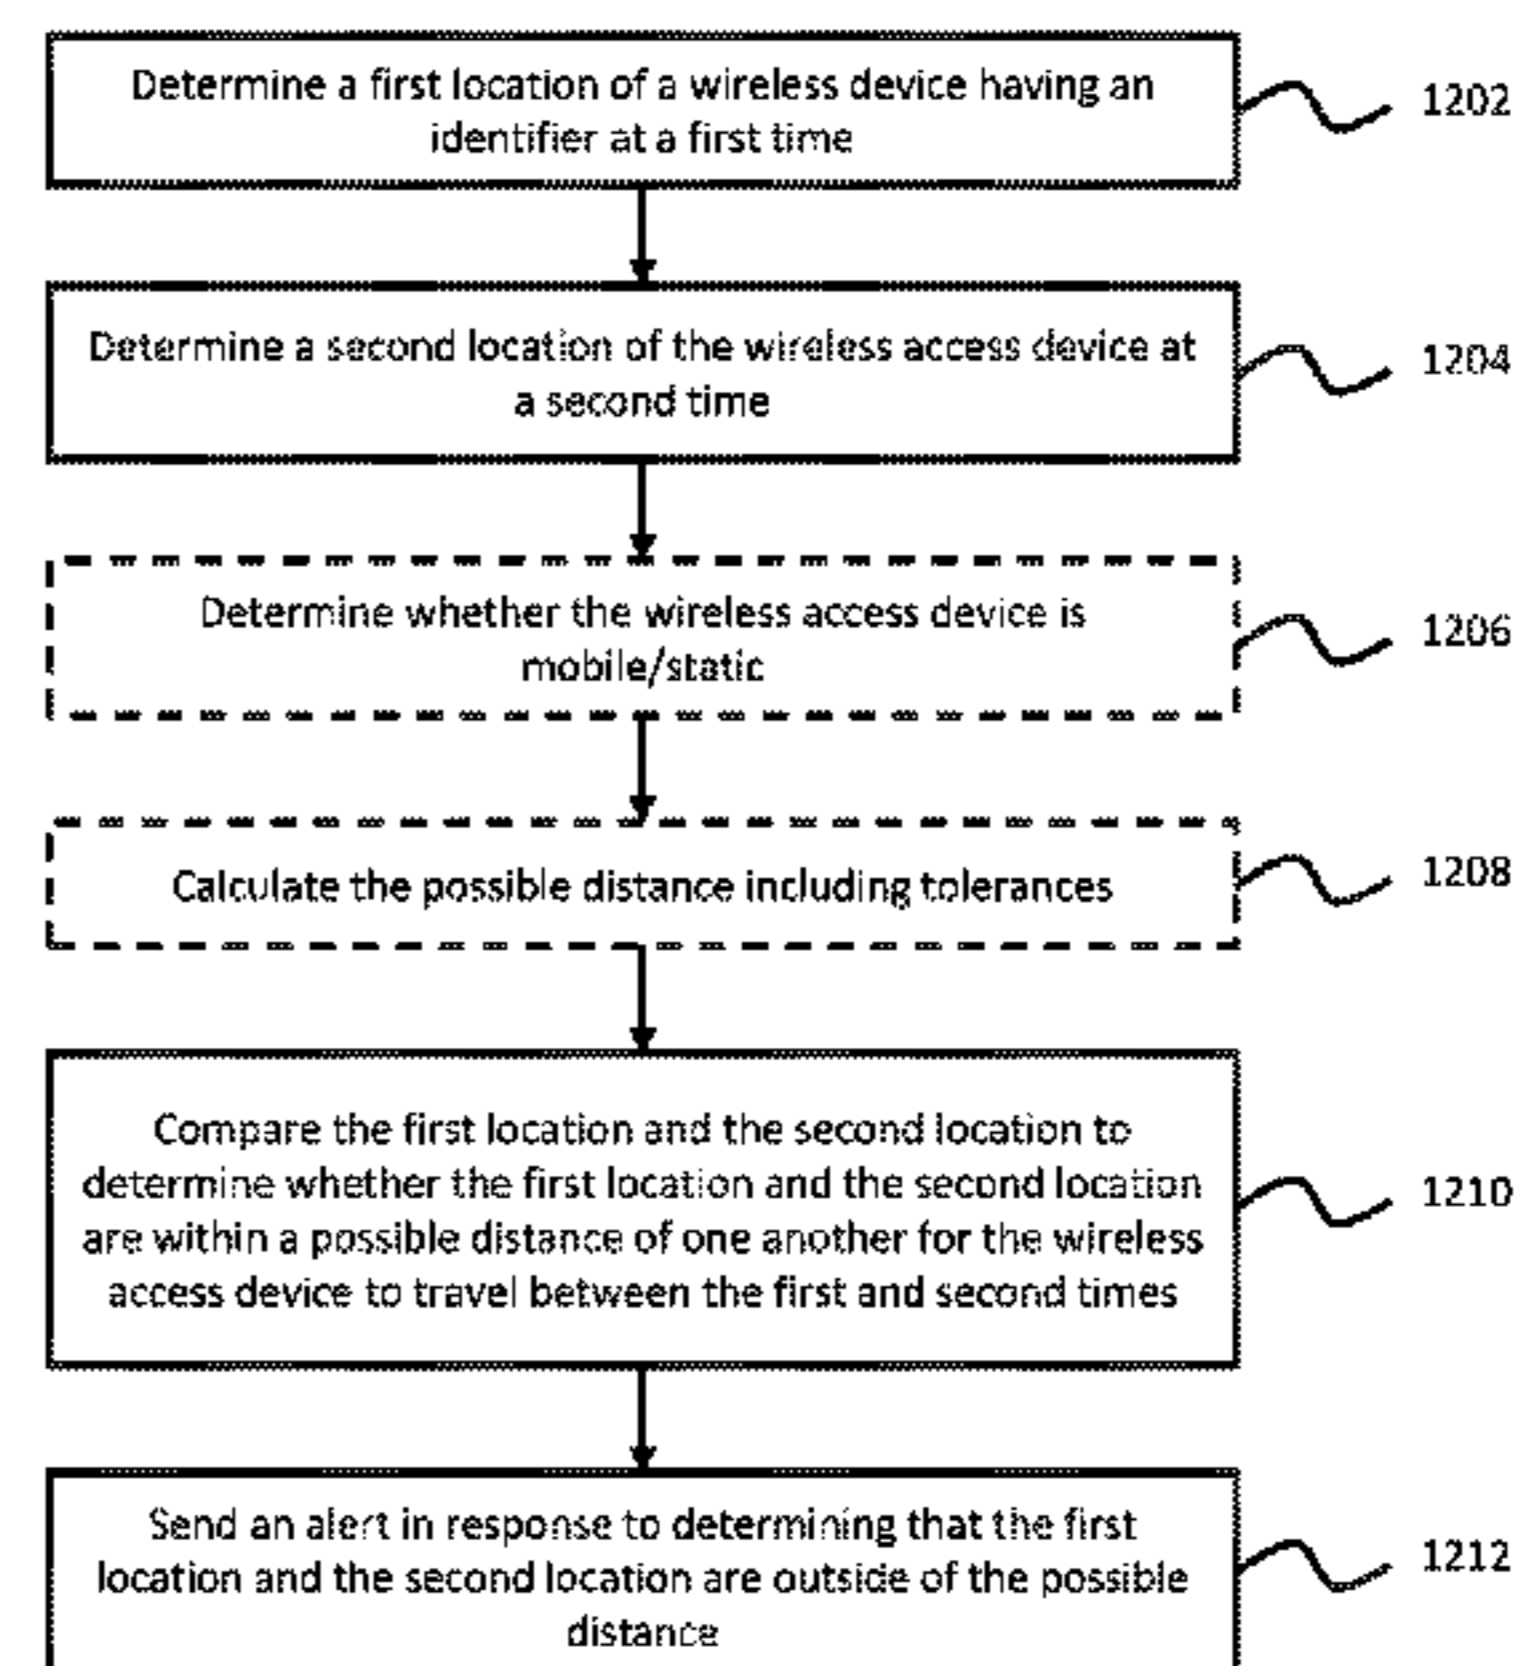 Determine a first location of a wireless device having an
identifier at a first time
1202
Determine a second location of the wireless access device at
a second time
1204
Determine whether the wireless access device is
mobile/static
1206
Calculate the possible distance including tolerances
1208
Compare the first location and the second location to
determine whether the first location and the second location
are within a possible distance of one another for the wireless
access device to travel between the first and second times
1210
Send an alert in response to determining that the first
location and the second location are outside of the possible
distance
1212